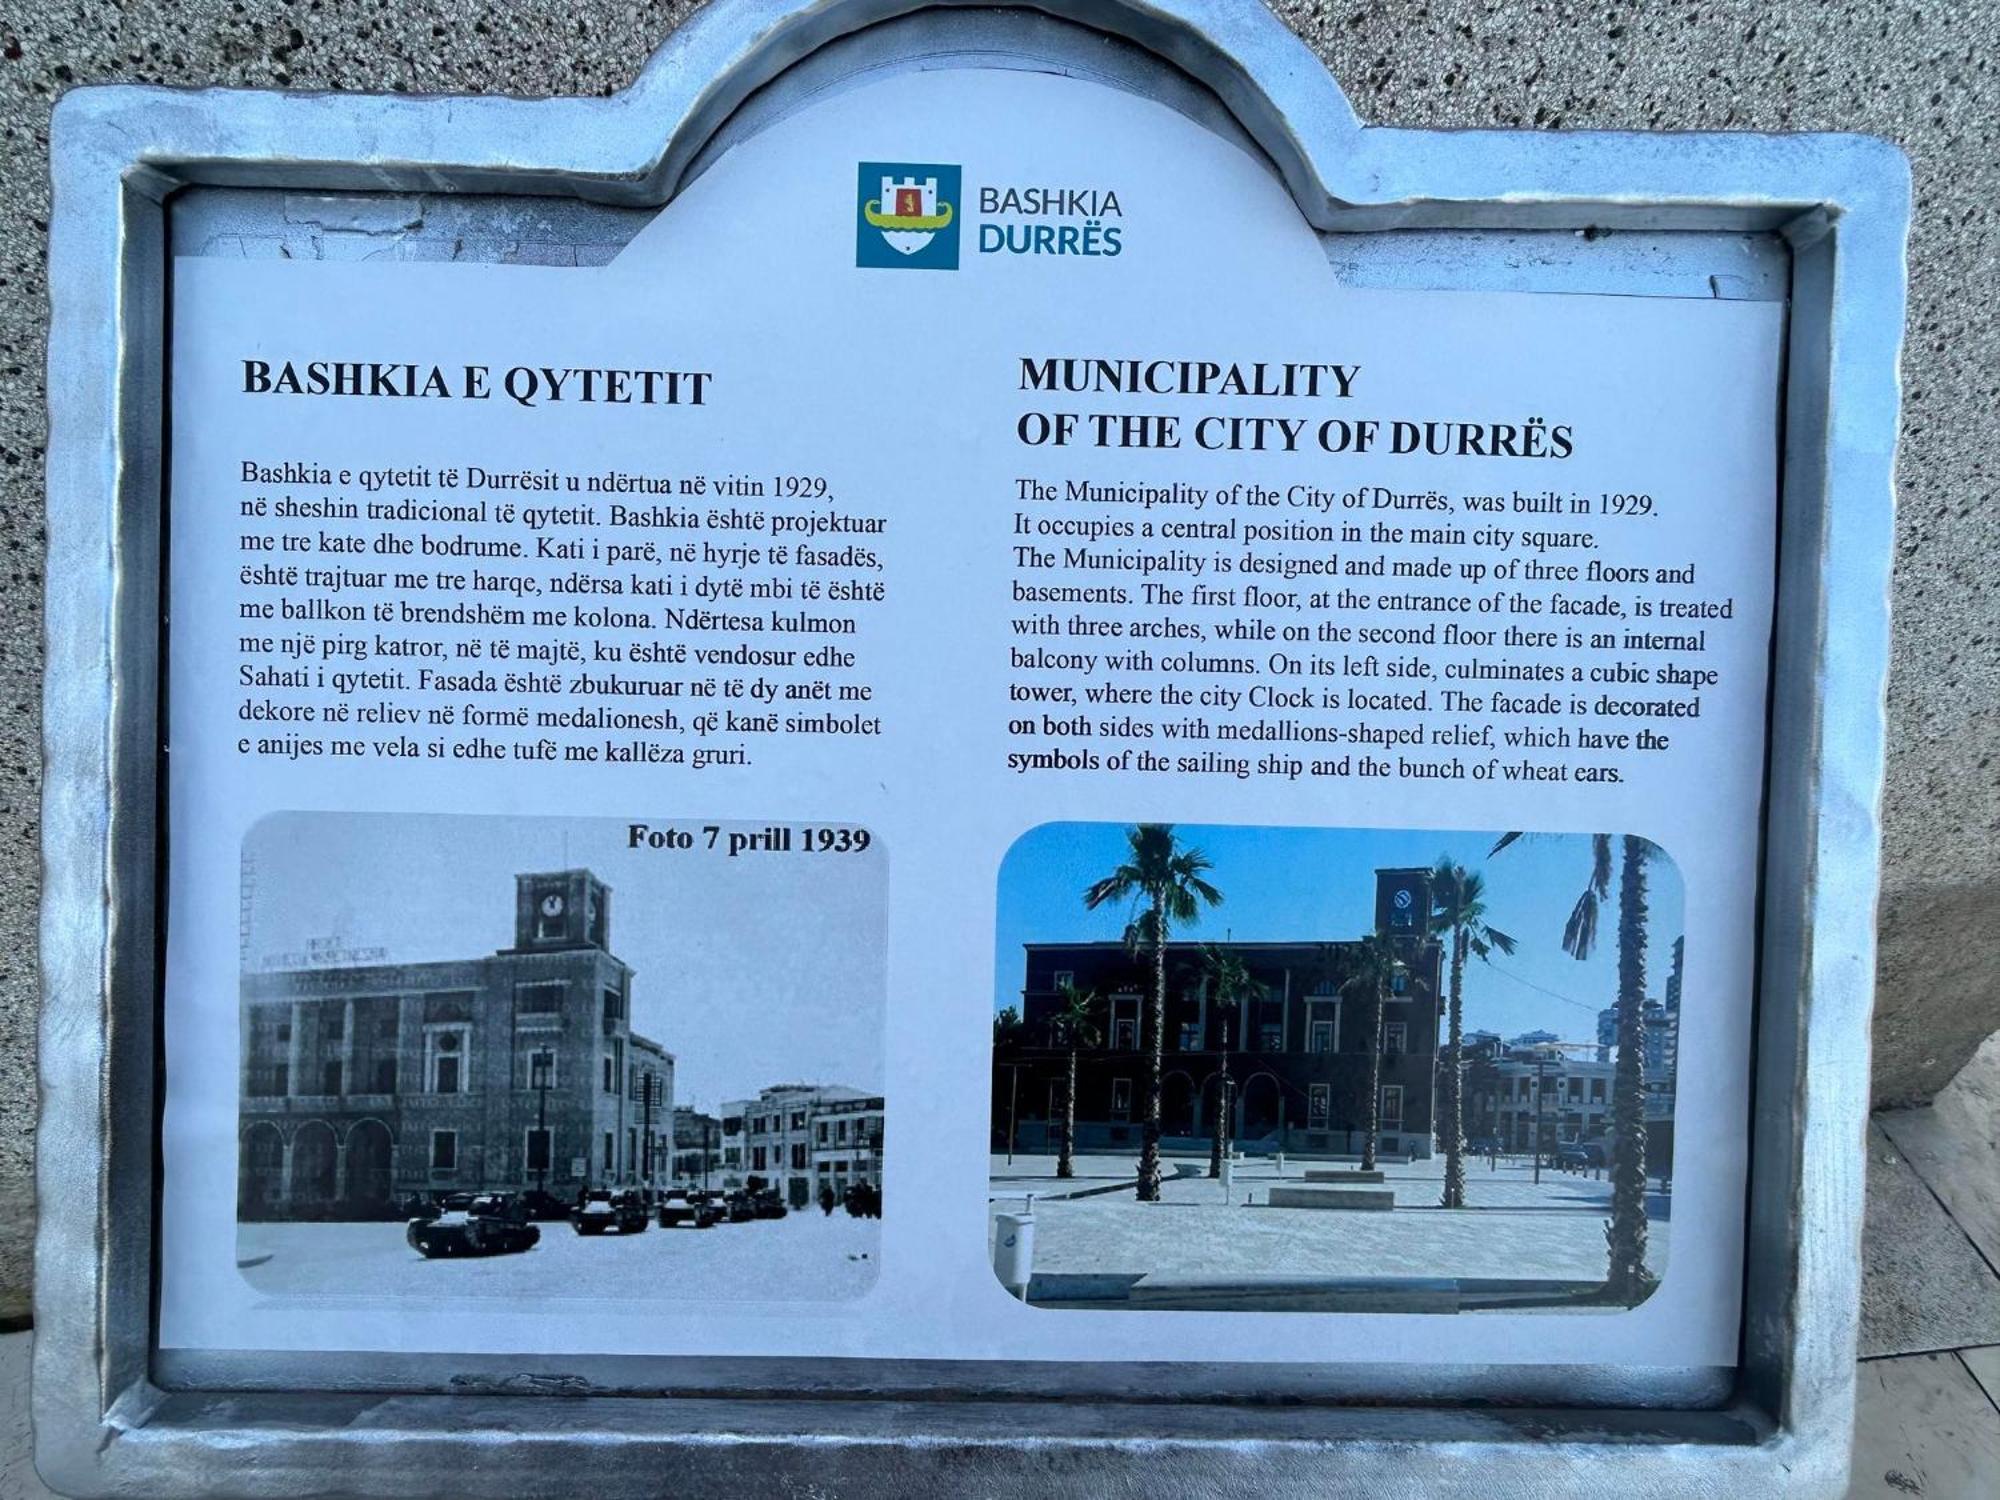 BASHKIA
DURRËS
BASHKIA E QYTETIT
Bashkia e qytetit të Durrësit u ndërtua në vitin 1929,
në sheshin tradicional të qytetit. Bashkia është projektuar
me tre kate dhe bodrume. Kati i parë, në hyrje të fasadës,
është trajtuar me tre harqe, ndërsa kati i dytë mbi të është
me ballkon të brendshëm me kolona. Ndërtesa kulmon
me një pirg katror, në të majtë, ku është vendosur edhe
Sahati i qytetit. Fasada është zbukuruar në të dy anët me
dekore në reliev në formë medalionesh, që kanë simbolet
e anijes me vela si edhe tufë me kallëza gruri.
Foto 7 prill 1939
MUNICIPALITY
OF THE CITY OF DURRËS
The Municipality of the City of Durrës, was built in 1929.
It occupies a central position in the main city square.
The Municipality is designed and made up of three floors and
basements. The first floor, at the entrance of the facade, is treated
with three arches, while on the second floor there is an internal
balcony with columns. On its left side, culminates a cubic shape
tower, where the city Clock is located. The facade is decorated
on both sides with medallions-shaped relief, which have the
symbols of the sailing ship and the bunch of wheat ears.